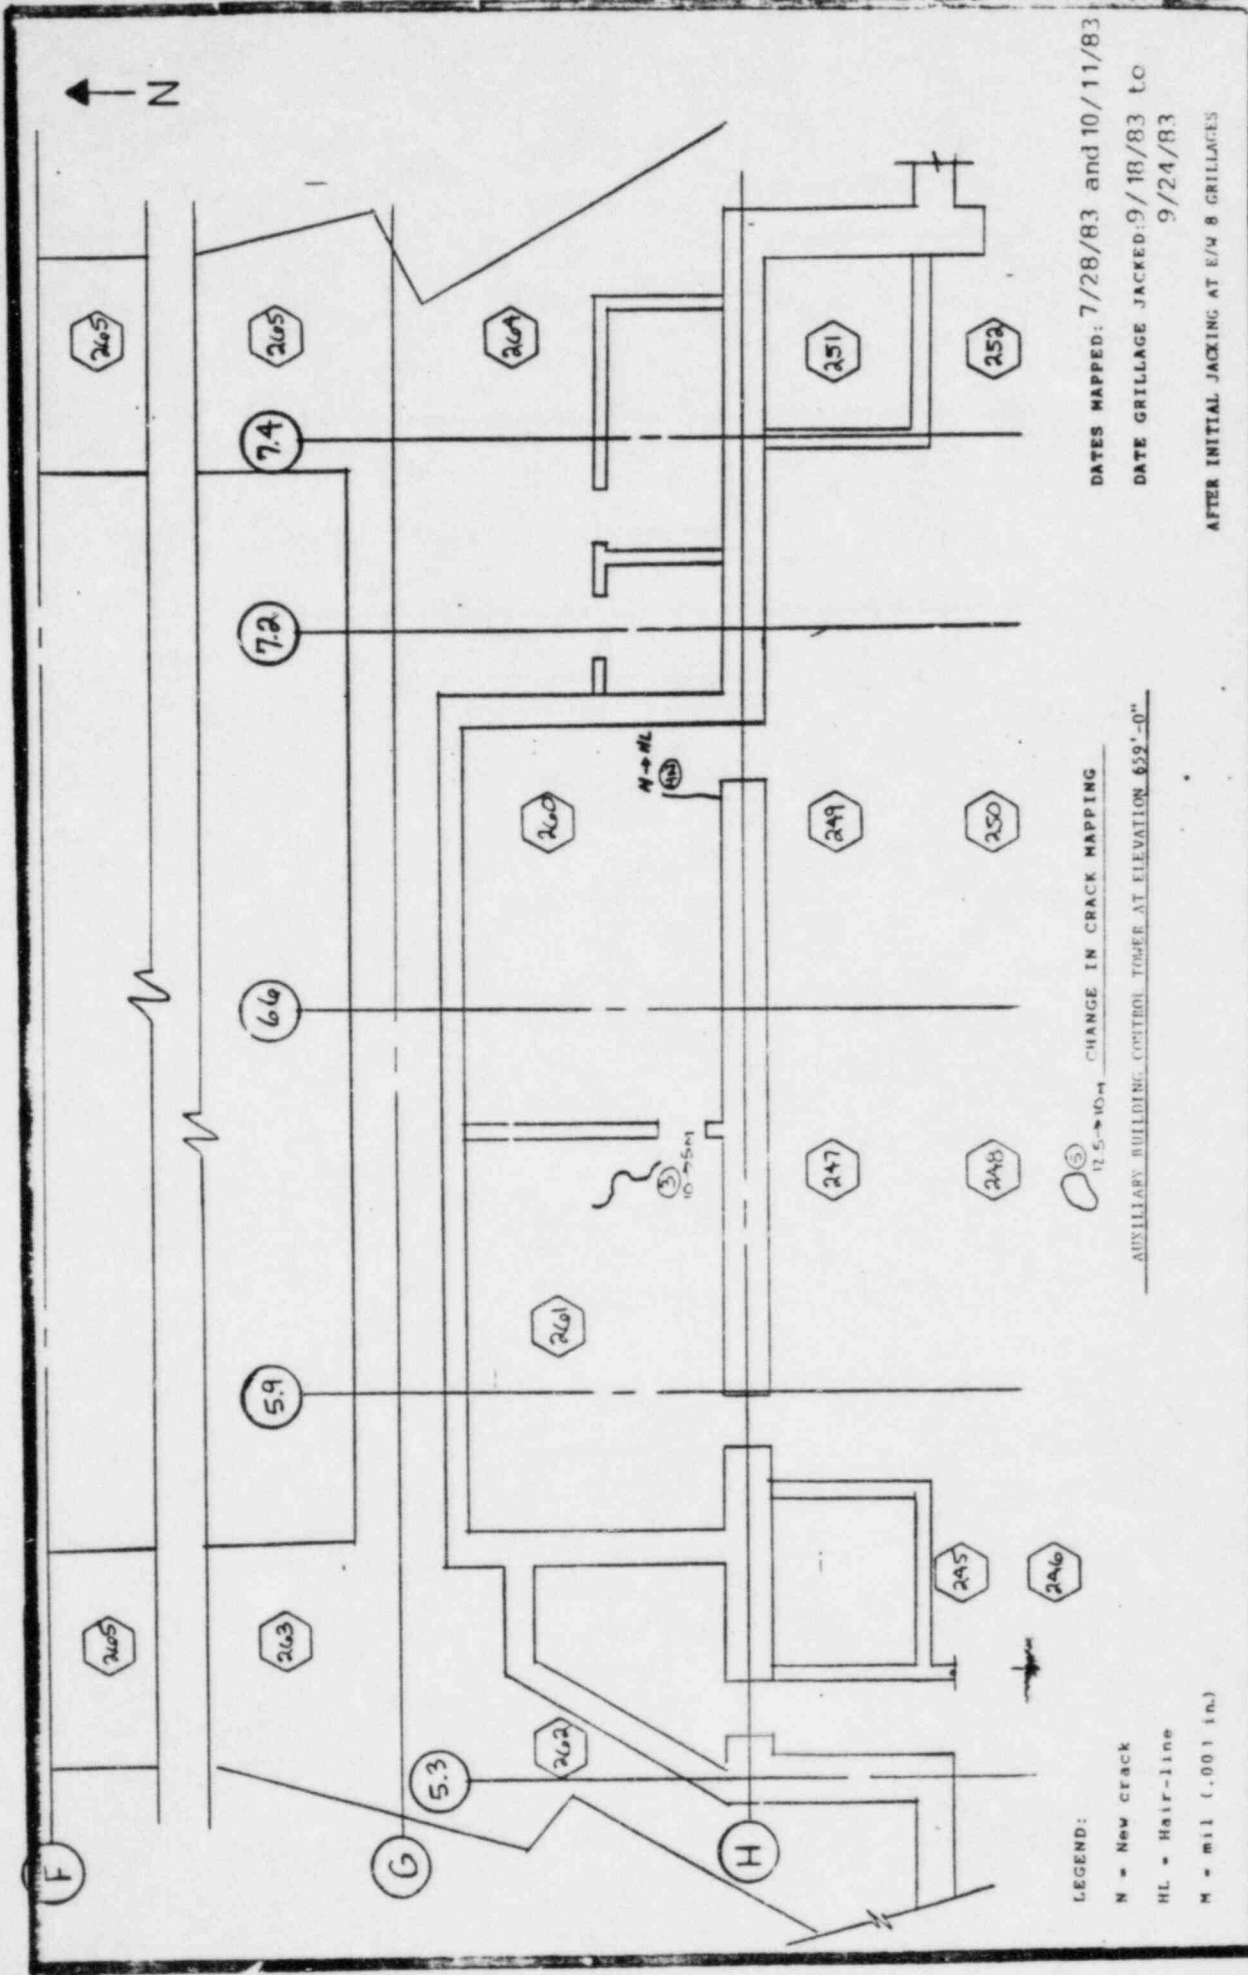 N
F
265
265
263
265
7.4
7.2
6.6
5.9
G
5.3
264
260
261
262
N→HL
3
10→5M
H
251
249
247
252
250
248
245
246
5
12.5→10M
CHANGE IN CRACK MAPPING
AUXILIARY BUILDING CONTROL TOWER AT ELEVATION 659'-0"
LEGEND:
N = New crack
HL = Hair-line
M = mil (.001 in.)
DATES MAPPED: 7/28/83 and 10/11/83
DATE GRILLAGE JACKED: 9/18/83 to
9/24/83
AFTER INITIAL JACKING AT E/W 8 GRILLAGES